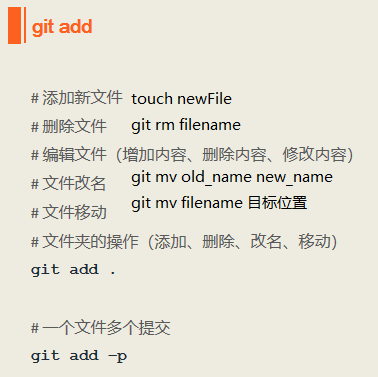 git add
# 添加新文件 touch newFile
# 删除文件 git rm filename
# 编辑文件（增加内容、删除内容、修改内容）
# 文件改名 git mv old_name new_name
# 文件移动 git mv filename 目标位置
# 文件夹的操作（添加、删除、改名、移动）
git add .
# 一个文件多个提交
git add –p